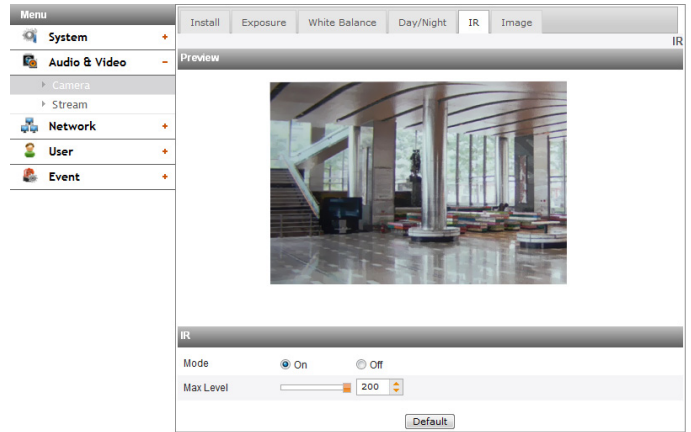 Menu
System +
Audio & Video -
Camera
Stream
Network +
User +
Event +
Install Exposure White Balance Day/Night IR Image
IR
Preview
IR
Mode On Off
Max Level 200
Default